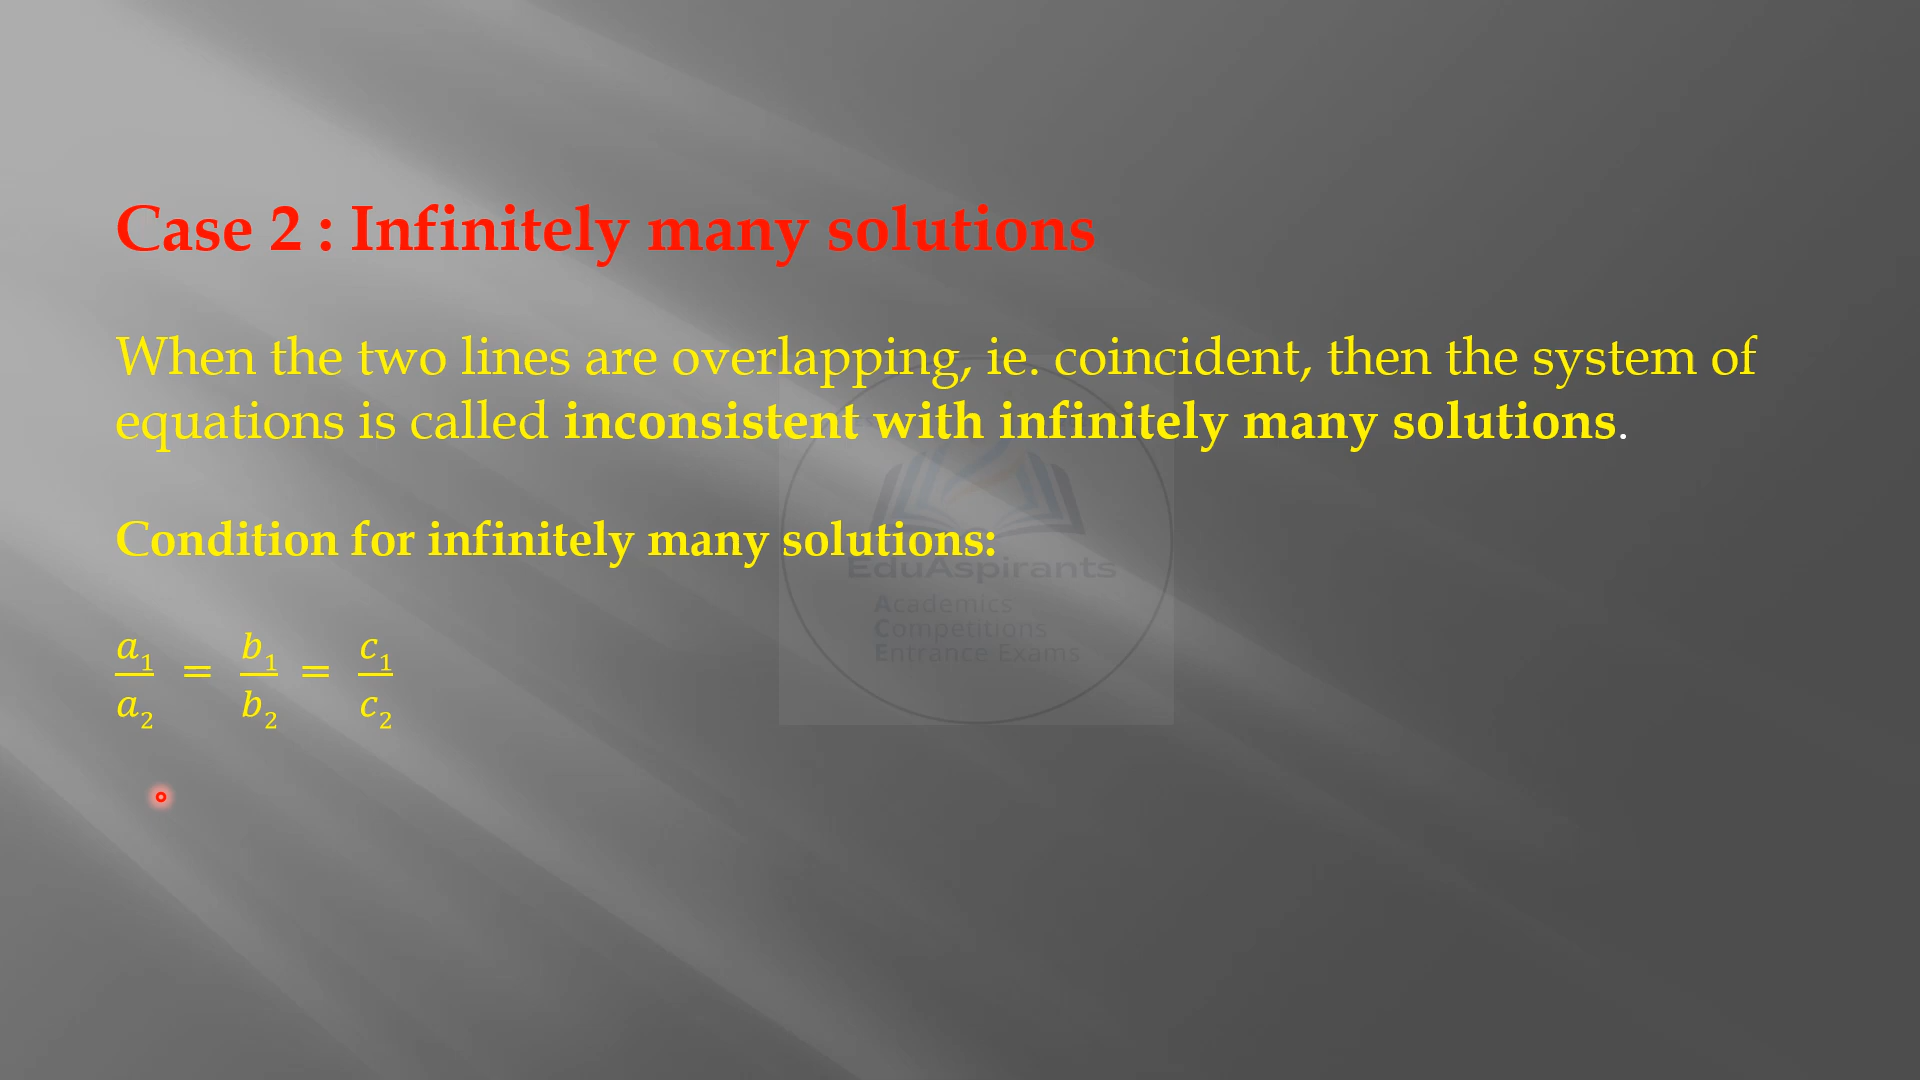 Case 2 : Infinitely many solutions
When the two lines are overlapping, ie. coincident, then the system of
equations is called inconsistent with infinitely many solutions.
Condition for infinitely many solutions:
a₁/a₂ = b₁/b₂ = c₁/c₂
EduAspirants
Academics
Competitions
Entrance Exams